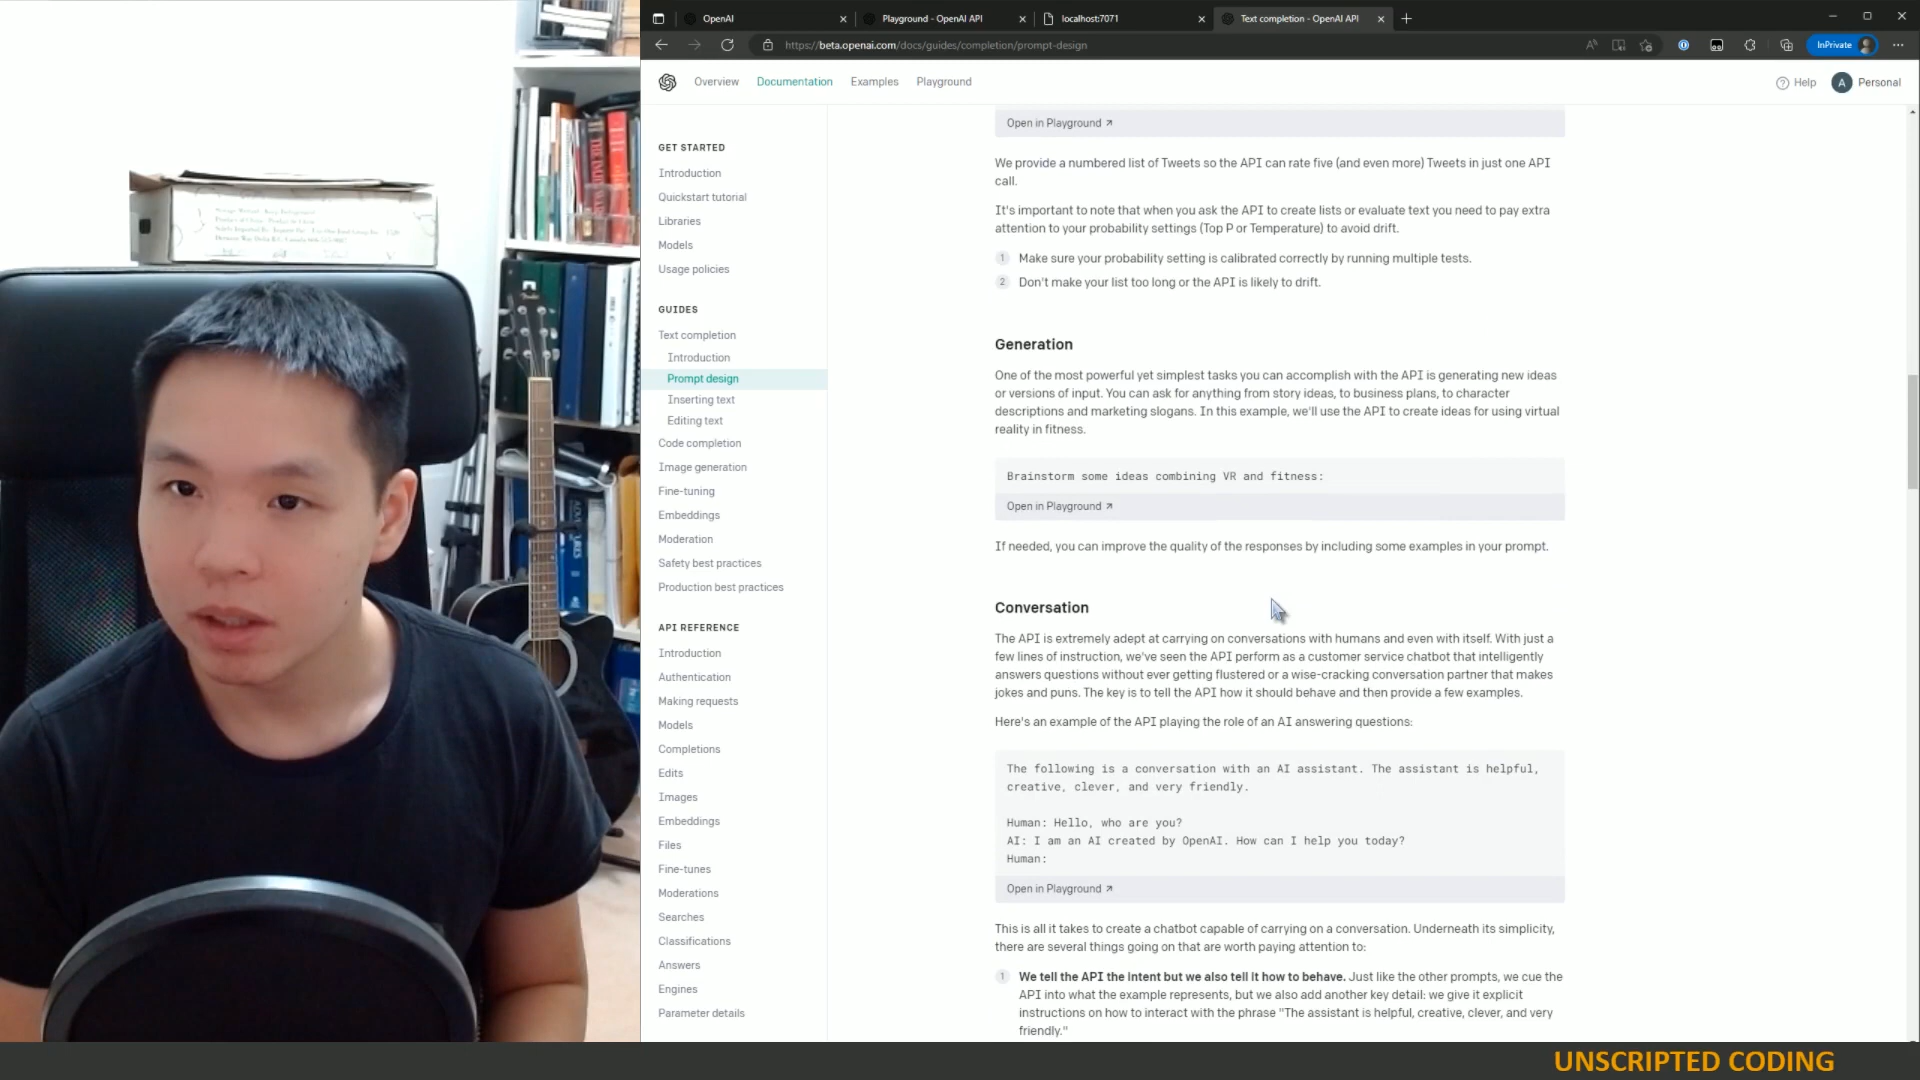 OpenAI
Playground - OpenAI API
localhost:7071
Text completion - OpenAI API
https://beta.openai.com/docs/guides/completion/prompt-design
InPrivate
Overview
Documentation
Examples
Playground
Help
A
Personal
GET STARTED
Introduction
Quickstart tutorial
Libraries
Models
Usage policies
GUIDES
Text completion
Introduction
Prompt design
Inserting text
Editing text
Code completion
Image generation
Fine-tuning
Embeddings
Moderation
Safety best practices
Production best practices
API REFERENCE
Introduction
Authentication
Making requests
Models
Completions
Edits
Images
Embeddings
Files
Fine-tunes
Moderations
Searches
Classifications
Answers
Engines
Parameter details
Open in Playground ↗
We provide a numbered list of Tweets so the API can rate five (and even more) Tweets in just one API
call.
It's important to note that when you ask the API to create lists or evaluate text you need to pay extra
attention to your probability settings (Top P or Temperature) to avoid drift.
1 Make sure your probability setting is calibrated correctly by running multiple tests.
2 Don't make your list too long or the API is likely to drift.
Generation
One of the most powerful yet simplest tasks you can accomplish with the API is generating new ideas
or versions of input. You can ask for anything from story ideas, to business plans, to character
descriptions and marketing slogans. In this example, we'll use the API to create ideas for using virtual
reality in fitness.
Brainstorm some ideas combining VR and fitness:
Open in Playground ↗
If needed, you can improve the quality of the responses by including some examples in your prompt.
Conversation
The API is extremely adept at carrying on conversations with humans and even with itself. With just a
few lines of instruction, we've seen the API perform as a customer service chatbot that intelligently
answers questions without ever getting flustered or a wise-cracking conversation partner that makes
jokes and puns. The key is to tell the API how it should behave and then provide a few examples.
Here's an example of the API playing the role of an AI answering questions:
The following is a conversation with an AI assistant. The assistant is helpful,
creative, clever, and very friendly.
Human: Hello, who are you?
AI: I am an AI created by OpenAI. How can I help you today?
Human:
Open in Playground ↗
This is all it takes to create a chatbot capable of carrying on a conversation. Underneath its simplicity,
there are several things going on that are worth paying attention to:
1 We tell the API the intent but we also tell it how to behave. Just like the other prompts, we cue the
API into what the example represents, but we also add another key detail: we give it explicit
instructions on how to interact with the phrase "The assistant is helpful, creative, clever, and very
friendly."
UNSCRIPTED CODING